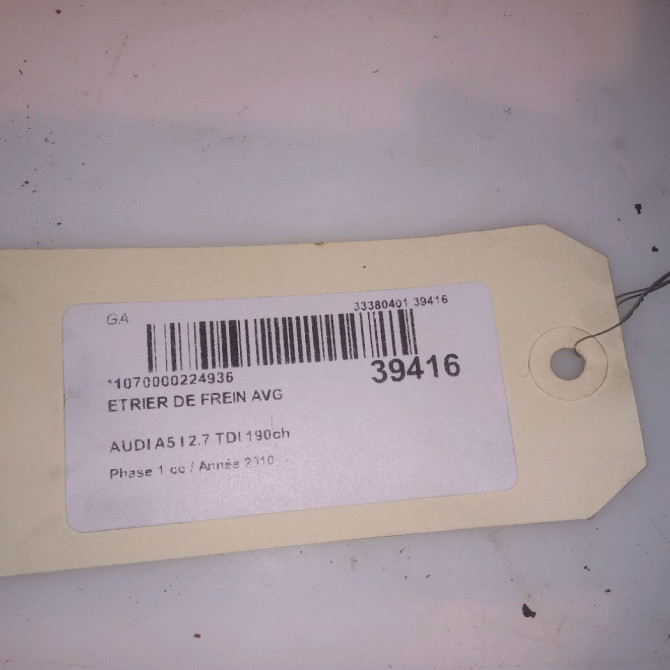 GA
33380401 39416
*1070000224936
39416
ETRIER DE FREIN AVG
AUDI A5 I 2.7 TDI 190ch
Phase 1 cc / Année 2010